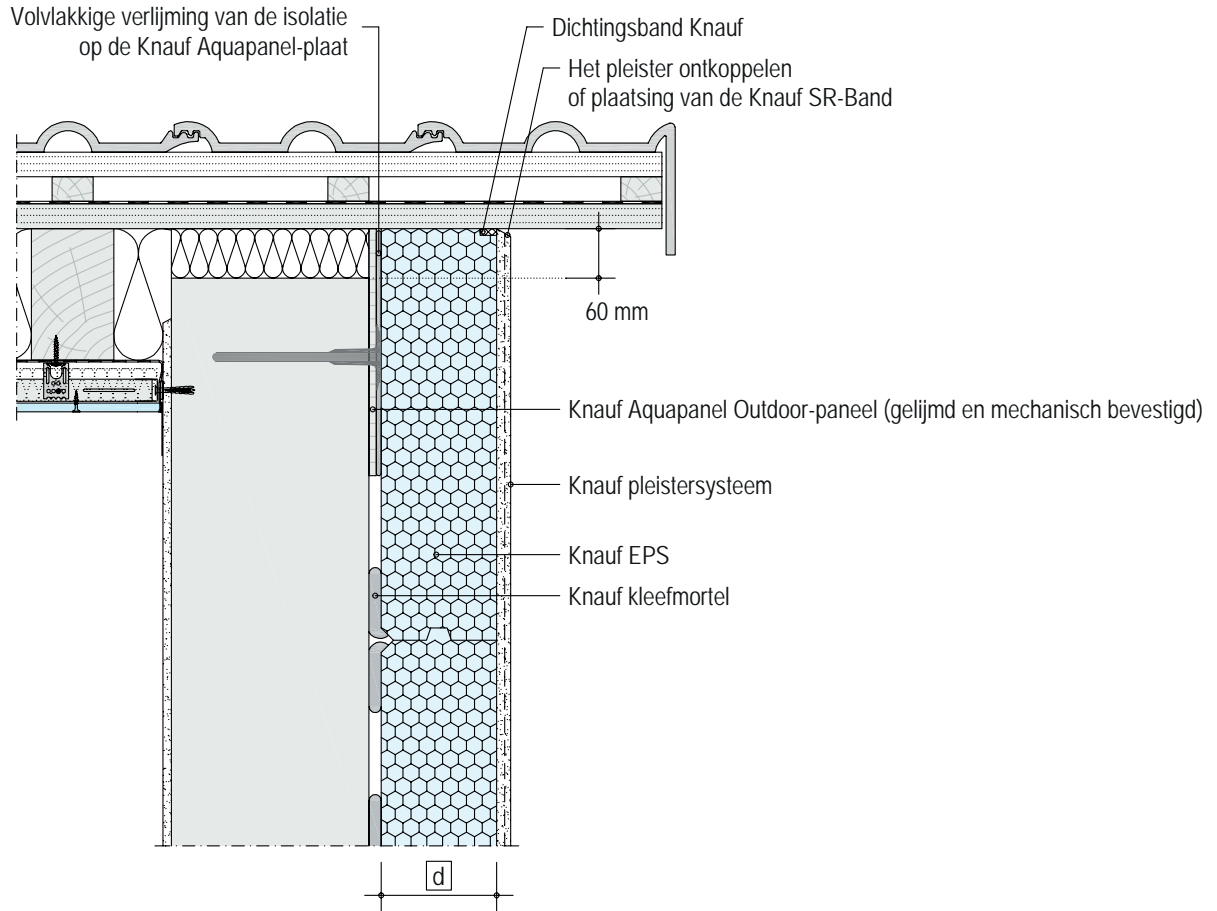 Volvlakkige verlijming van de isolatie
op de Knauf Aquapanel-plaat
Dichtingsband Knauf
Het pleister ontkoppelen
of plaatsing van de Knauf SR-Band
60 mm
Knauf Aquapanel Outdoor-paneel (gelijmd en mechanisch bevestigd)
Knauf pleistersysteem
Knauf EPS
Knauf kleefmortel
d